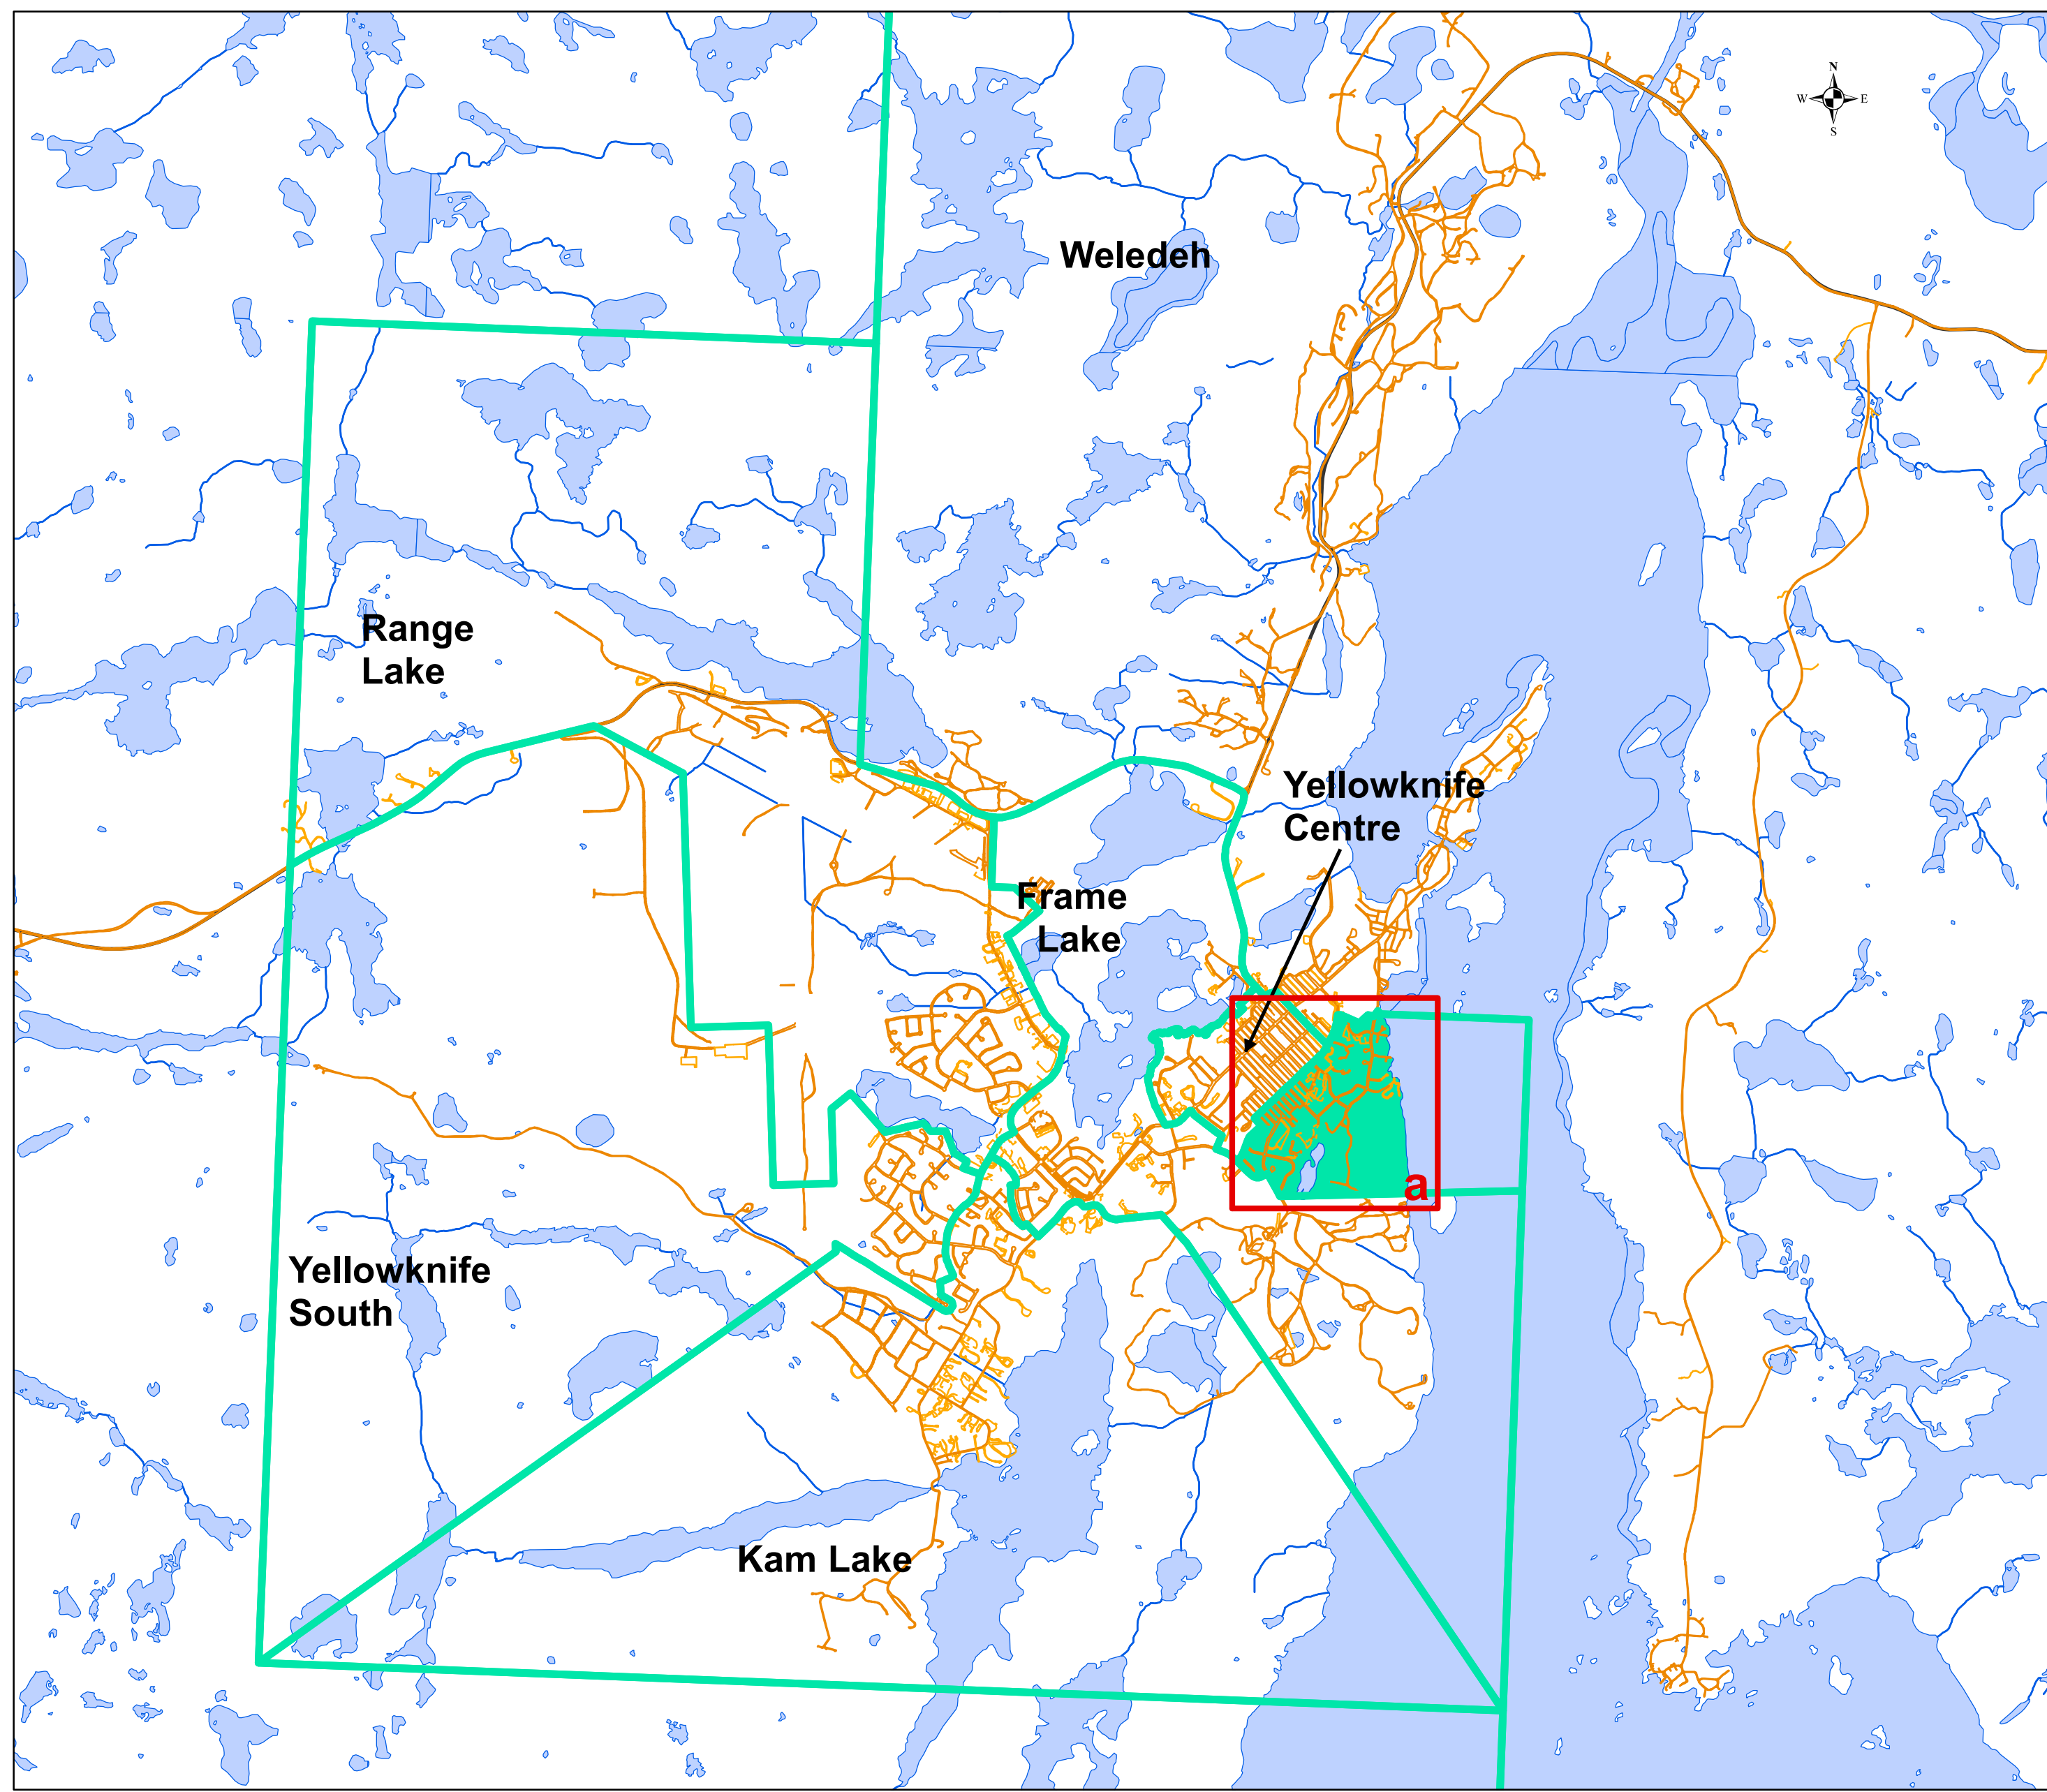 N
W E
S
Weledeh
Range
Lake
Yellowknife
Centre
Frame
Lake
a
Yellowknife
South
Kam Lake